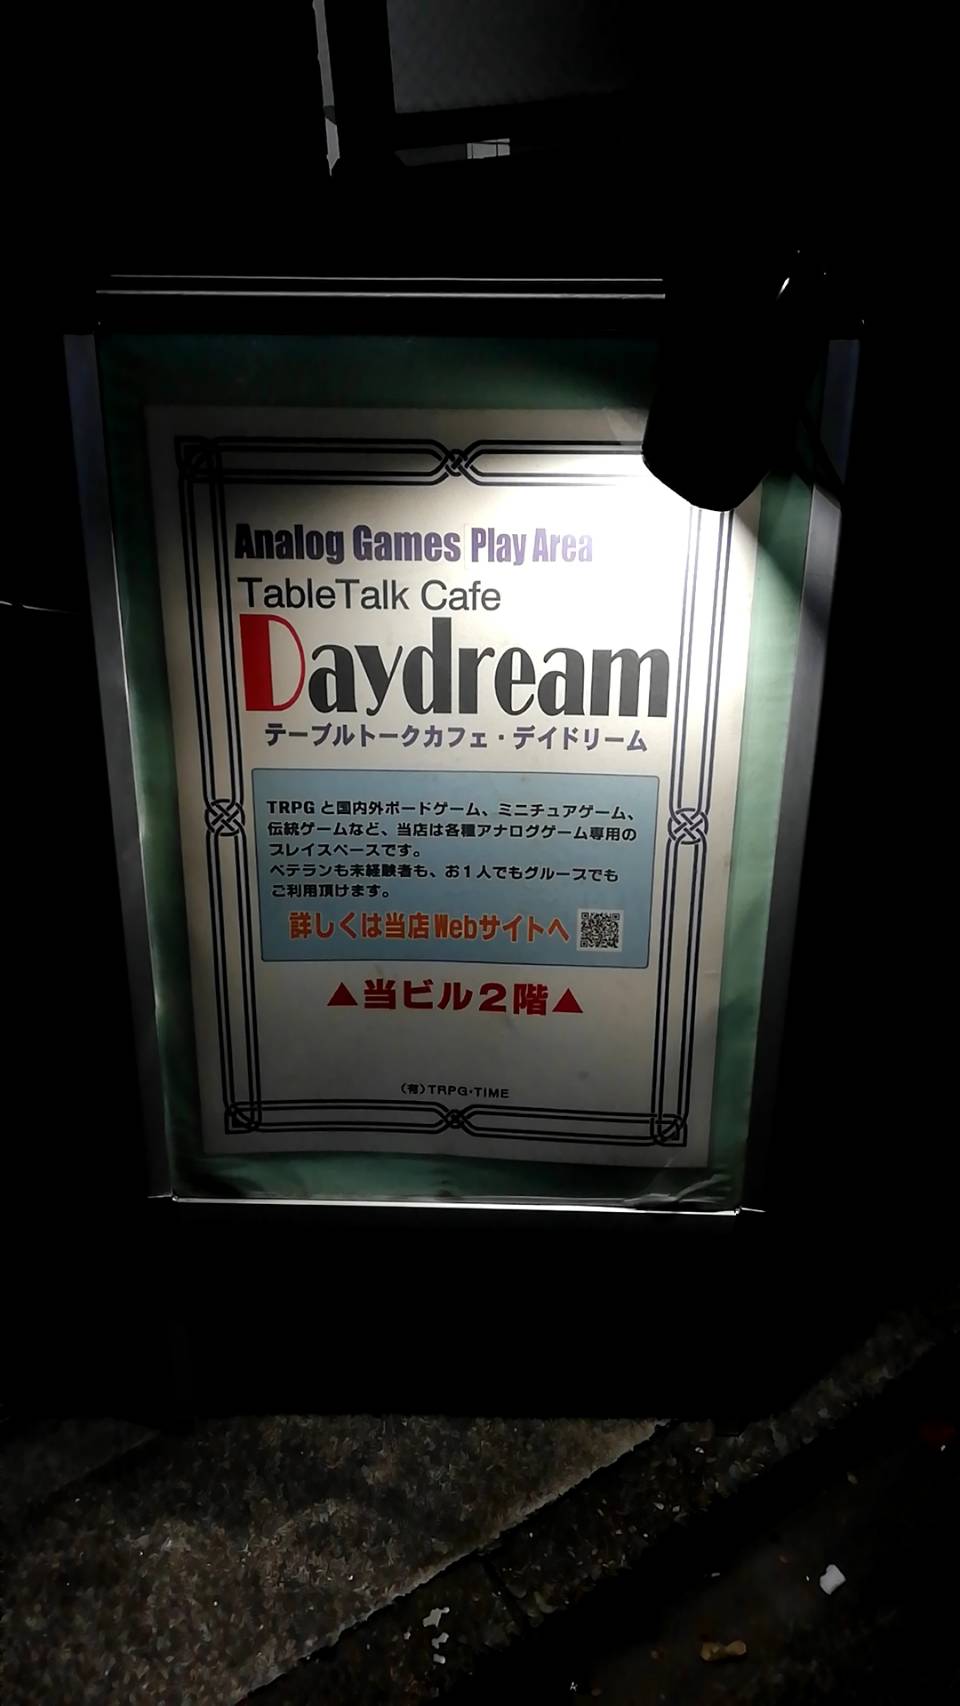 Analog Games Play Area
TableTalk Cafe
Daydream
テーブルトークカフェ・デイドリーム
TRPGと国内外ボードゲーム、ミニチュアゲーム、
伝統ゲームなど、当店は各種アナログゲーム専用の
プレイスペースです。
ベテランも未経験者も、お1人でもグループでも
ご利用頂けます。
詳しくは当店Webサイトへ
▲当ビル2階▲
(有)TRPG・TIME